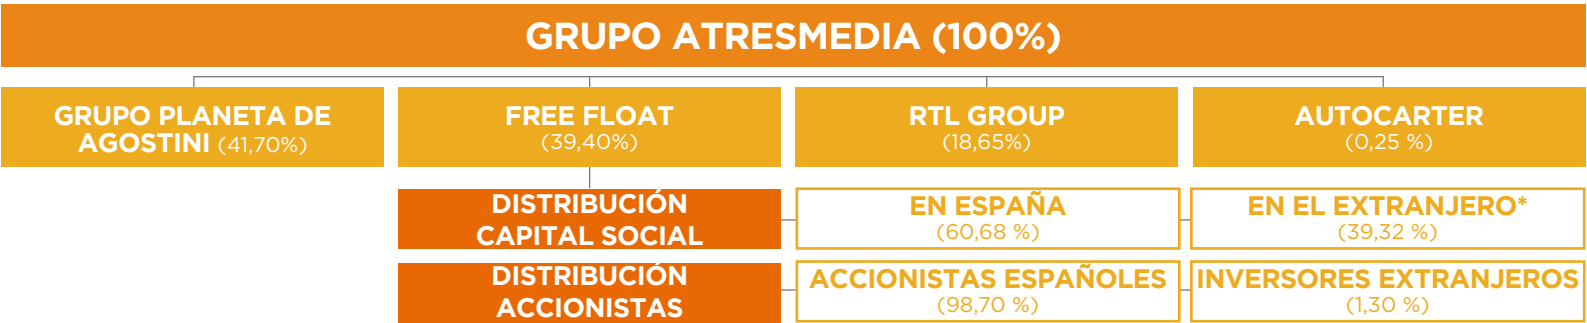 GRUPO ATRESMEDIA (100%)
GRUPO PLANETA DE
AGOSTINI (41,70%)
FREE FLOAT
(39,40%)
RTL GROUP
(18,65%)
AUTOCARTER
(0,25 %)
DISTRIBUCIÓN
CAPITAL SOCIAL
EN ESPAÑA
(60,68 %)
EN EL EXTRANJERO*
(39,32 %)
DISTRIBUCIÓN
ACCIONISTAS
ACCIONISTAS ESPAÑOLES
(98,70 %)
INVERSORES EXTRANJEROS
(1,30 %)